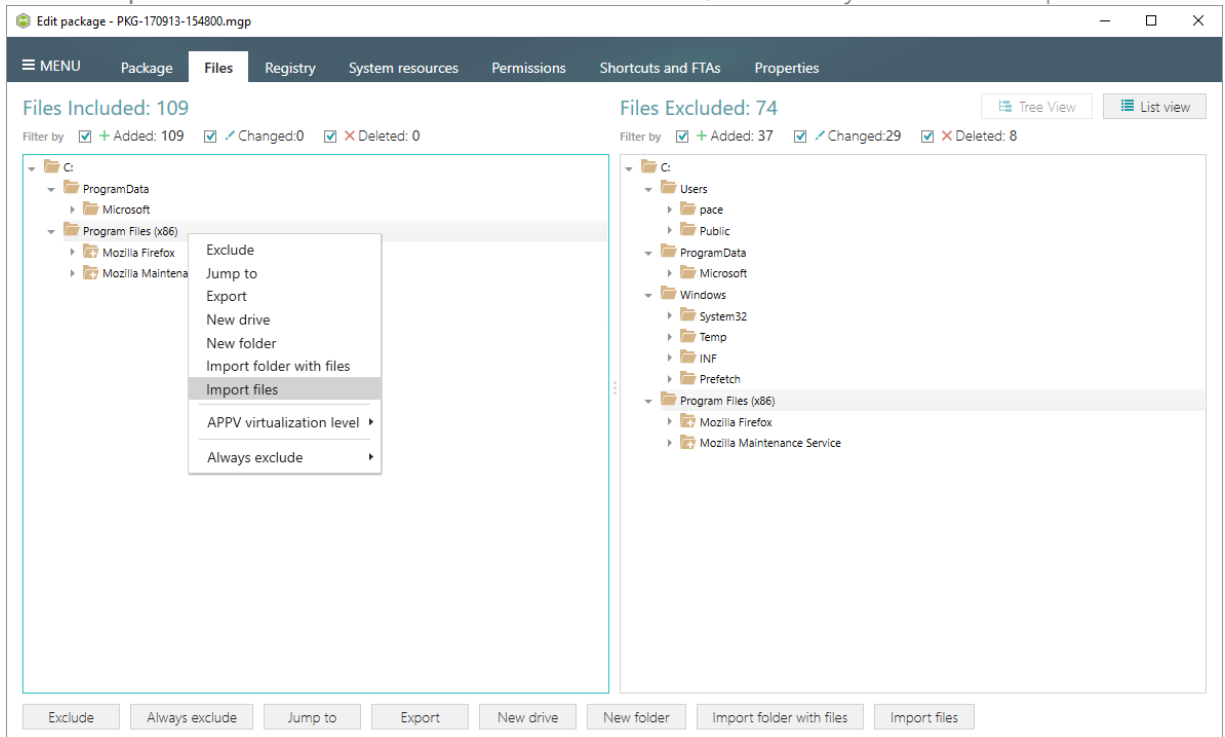 Edit package - PKG-170913-154800.mgp
MENU Package Files Registry System resources Permissions Shortcuts and FTAs Properties
Files Included: 109
Filter by Added: 109 Changed:0 Deleted: 0
Files Excluded: 74
Tree View List view
Filter by Added: 37 Changed:29 Deleted: 8
C:
ProgramData
Microsoft
Program Files (x86)
Mozilla Firefox
Mozilla Maintena
Exclude
Jump to
Export
New drive
New folder
Import folder with files
Import files
APPV virtualization level
Always exclude
C:
Users
pace
Public
ProgramData
Microsoft
Windows
System32
Temp
INF
Prefetch
Program Files (x86)
Mozilla Firefox
Mozilla Maintenance Service
Exclude Always exclude Jump to Export New drive New folder Import folder with files Import files